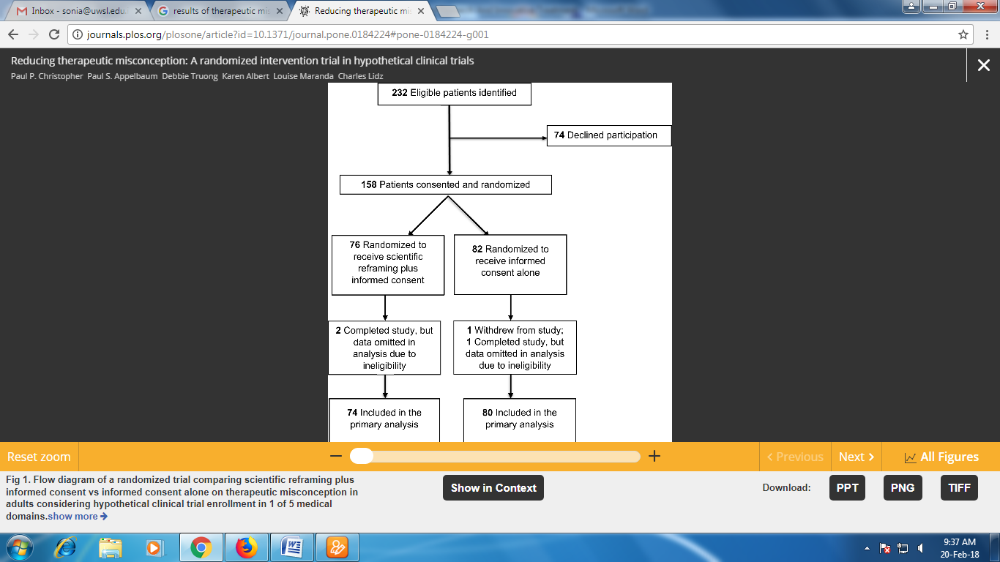 Inbox - sonia@uwsl.edu.
results of therapeutic mis
Reducing therapeutic mis
journals.plos.org/plosone/article?id=10.1371/journal.pone.0184224#pone-0184224-g001
Reducing therapeutic misconception: A randomized intervention trial in hypothetical clinical trials
Paul P. Christopher Paul S. Appelbaum Debbie Truong Karen Albert Louise Maranda Charles Lidz
232 Eligible patients identified
74 Declined participation
158 Patients consented and randomized
76 Randomized to
receive scientific
reframing plus
informed consent
82 Randomized to
receive informed
consent alone
2 Completed study, but
data omitted in
analysis due to
ineligibility
1 Withdrew from study;
1 Completed study, but
data omitted in analysis
due to ineligibility
74 Included in the
primary analysis
80 Included in the
primary analysis
Reset zoom
< Previous
Next >
All Figures
Fig 1. Flow diagram of a randomized trial comparing scientific reframing plus
informed consent vs informed consent alone on therapeutic misconception in
adults considering hypothetical clinical trial enrollment in 1 of 5 medical
domains.show more →
Show in Context
Download:
PPT
PNG
TIFF
9:37 AM
20-Feb-18